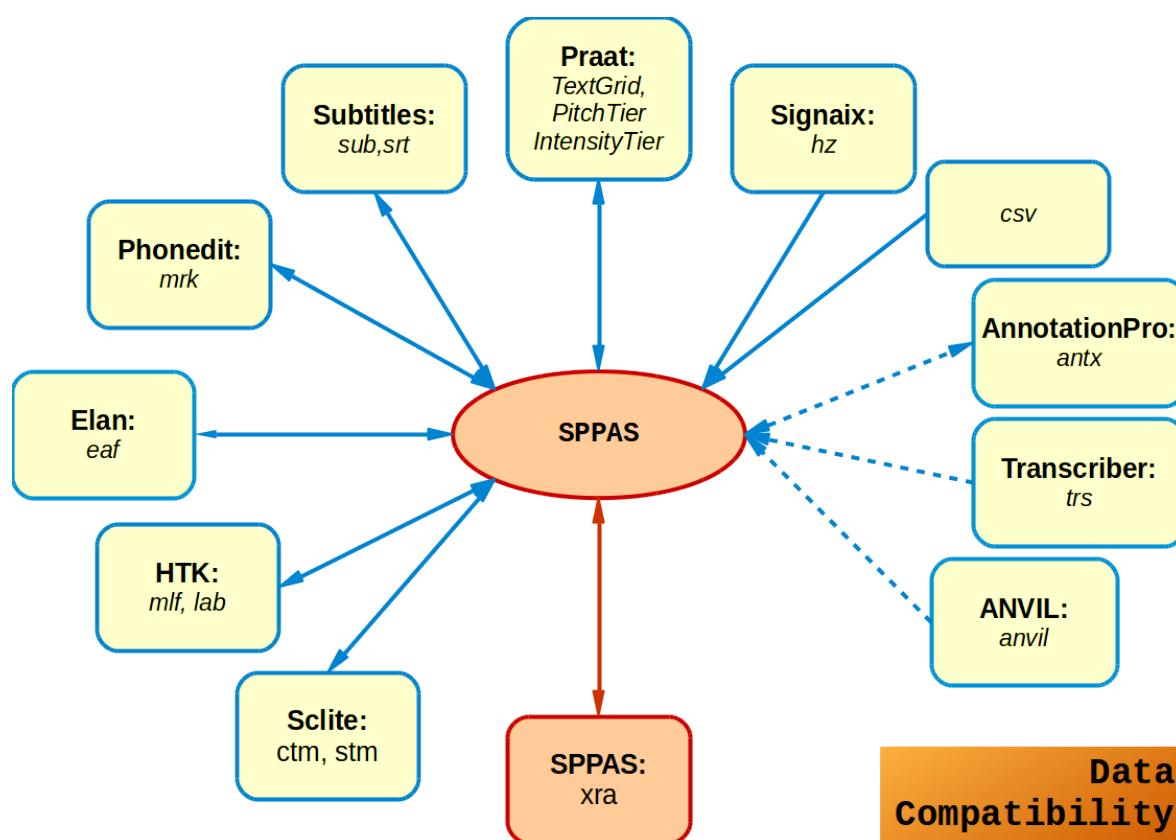 Praat:
TextGrid,
PitchTier
IntensityTier
Subtitles:
sub,srt
Signaix:
hz
csv
Phonedit:
mrk
AnnotationPro:
antx
SPPAS
Elan:
eaf
Transcriber:
trs
HTK:
mlf, lab
ANVIL:
anvil
Sclite:
ctm, stm
SPPAS:
xra
Data
Compatibility